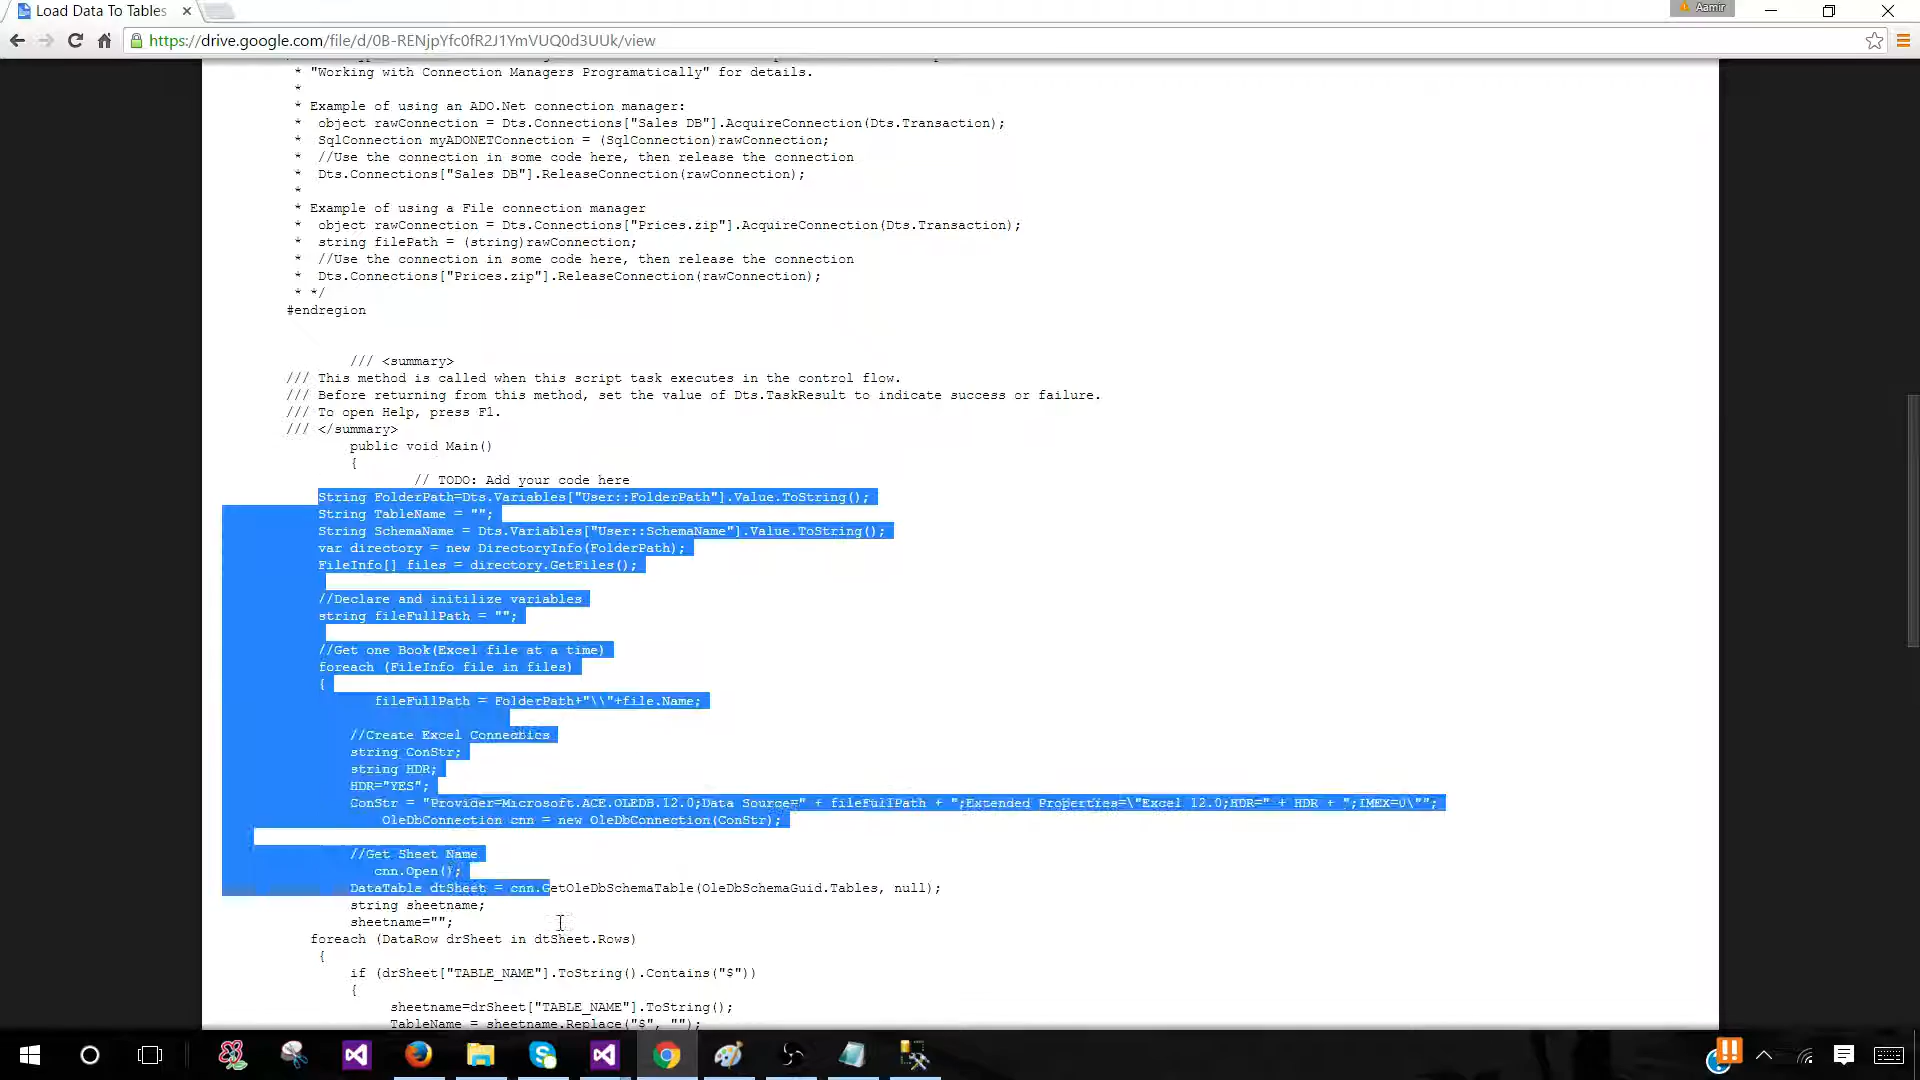 Load Data To Tables
Aamir
https://drive.google.com/file/d/0B-RENjpYfc0fR2J1YmVUQ0d3UUk/view
* "Working with Connection Managers Programatically" for details.
*
* Example of using an ADO.Net connection manager:
*  object rawConnection = Dts.Connections["Sales DB"].AcquireConnection(Dts.Transaction);
*  SqlConnection myADONETConnection = (SqlConnection)rawConnection;
*  //Use the connection in some code here, then release the connection
*  Dts.Connections["Sales DB"].ReleaseConnection(rawConnection);
*
* Example of using a File connection manager
*  object rawConnection = Dts.Connections["Prices.zip"].AcquireConnection(Dts.Transaction);
*  string filePath = (string)rawConnection;
*  //Use the connection in some code here, then release the connection
*  Dts.Connections["Prices.zip"].ReleaseConnection(rawConnection);
* */
#endregion
/// <summary>
/// This method is called when this script task executes in the control flow.
/// Before returning from this method, set the value of Dts.TaskResult to indicate success or failure.
/// To open Help, press F1.
/// </summary>
public void Main()
{
// TODO: Add your code here
String FolderPath=Dts.Variables["User::FolderPath"].Value.ToString();
String TableName = "";
String SchemaName = Dts.Variables["User::SchemaName"].Value.ToString();
var directory = new DirectoryInfo(FolderPath);
FileInfo[] files = directory.GetFiles();
//Declare and initilize variables
string fileFullPath = "";
//Get one Book(Excel file at a time)
foreach (FileInfo file in files)
{
fileFullPath = FolderPath+"\\"+file.Name;
//Create Excel Connection
string ConStr;
string HDR;
HDR="YES";
ConStr = "Provider=Microsoft.ACE.OLEDB.12.0;Data Source=" + fileFullPath + ";Extended Properties=\"Excel 12.0;HDR=" + HDR + ";IMEX=0\"";
OleDbConnection cnn = new OleDbConnection(ConStr);
//Get Sheet Name
cnn.Open();
DataTable dtSheet = cnn.GetOleDbSchemaTable(OleDbSchemaGuid.Tables, null);
string sheetname;
sheetname="";
foreach (DataRow drSheet in dtSheet.Rows)
{
if (drSheet["TABLE_NAME"].ToString().Contains("$"))
{
sheetname=drSheet["TABLE_NAME"].ToString();
TableName = sheetname.Replace("$", "");